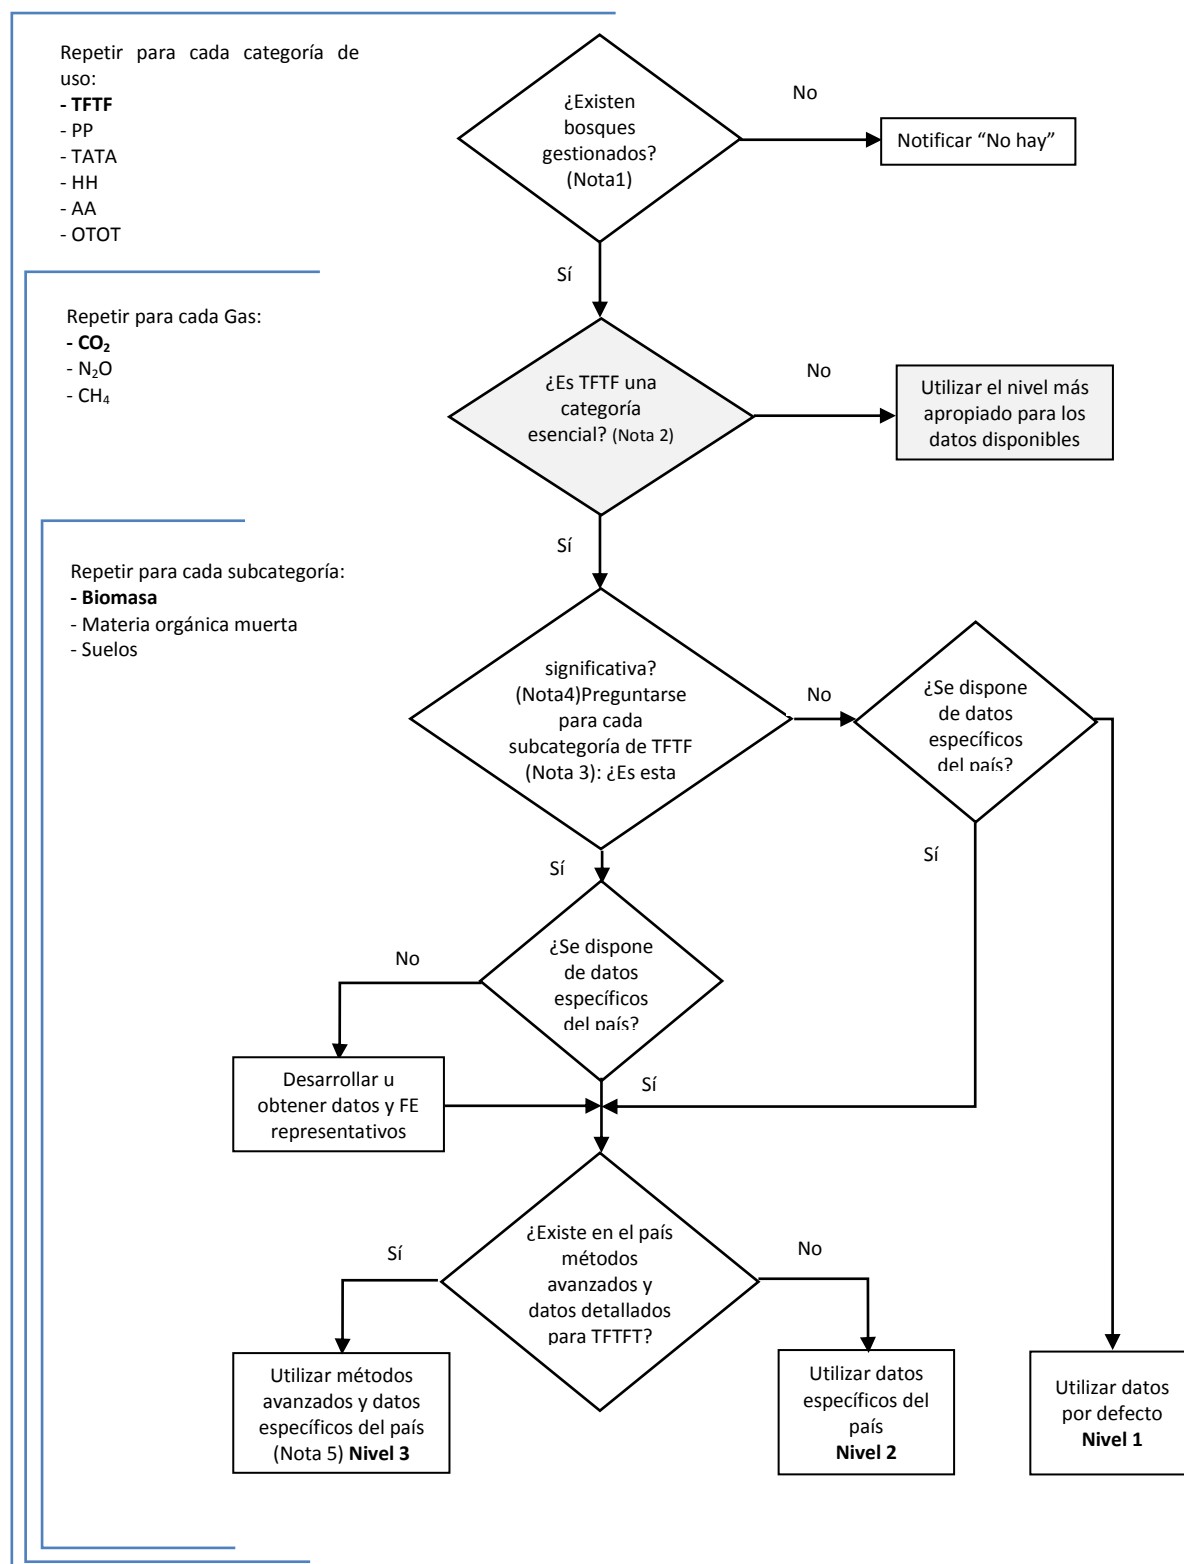 Repetir para cada categoría de
uso:
- TFTF
- PP
- TATA
- HH
- AA
- OTOT
¿Existen
bosques
gestionados?
(Nota1)
No
Notificar “No hay”
Sí
Repetir para cada Gas:
- CO₂
- N₂O
- CH₄
¿Es TFTF una
categoría
esencial? (Nota 2)
No
Utilizar el nivel más
apropiado para los
datos disponibles
Sí
Repetir para cada subcategoría:
- Biomasa
- Materia orgánica muerta
- Suelos
significativa?
(Nota4)Preguntarse
para cada
subcategoría de TFTF
(Nota 3): ¿Es esta
No
¿Se dispone
de datos
específicos
del país?
Sí
Sí
¿Se dispone
de datos
específicos
del país?
No
Sí
Desarrollar u
obtener datos y FE
representativos
¿Existe en el país
métodos
avanzados y
datos detallados
para TFTFT?
Sí
No
Utilizar métodos
avanzados y datos
específicos del país
(Nota 5) Nivel 3
Utilizar datos
específicos del
país
Nivel 2
Utilizar datos
por defecto
Nivel 1